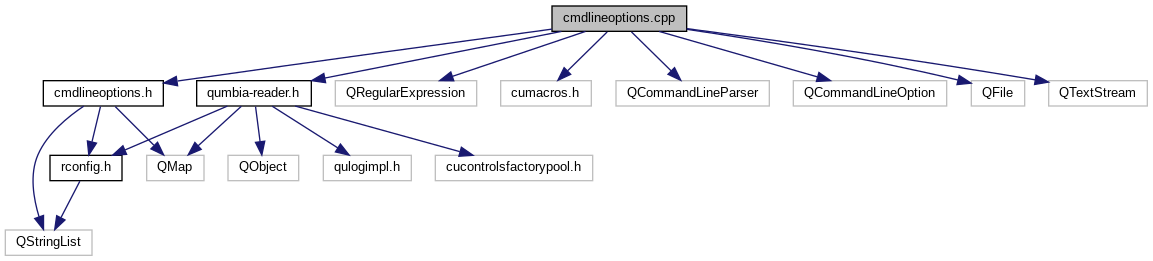 cmdlineoptions.cpp
cmdlineoptions.h
qumbia-reader.h
QRegularExpression
cumacros.h
QCommandLineParser
QCommandLineOption
QFile
QTextStream
rconfig.h
QMap
QObject
qulogimpl.h
cucontrolsfactorypool.h
QStringList